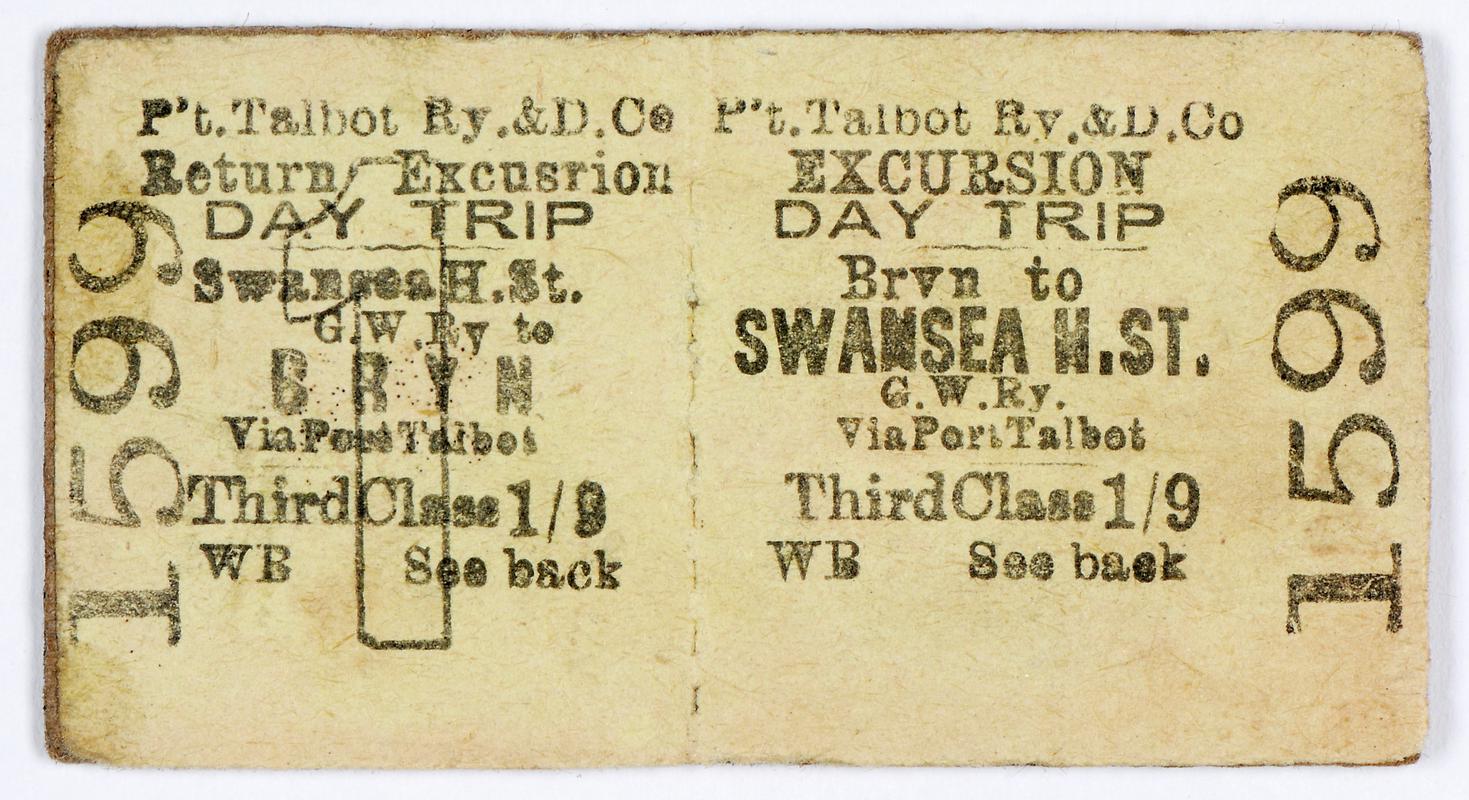 P't.Talbot Ry.&D.Co
Return Excusrion
DAY TRIP
Swansea H.St.
G.W.Ry to
BRYN
Via Port Talbot
Third Class 1/9
WB See back
1599
P't.Talbot Ry.&D.Co
EXCURSION
DAY TRIP
Bryn to
SWANSEA H.ST.
G.W.Ry.
Via Port Talbot
Third Class 1/9
WB See back
1599